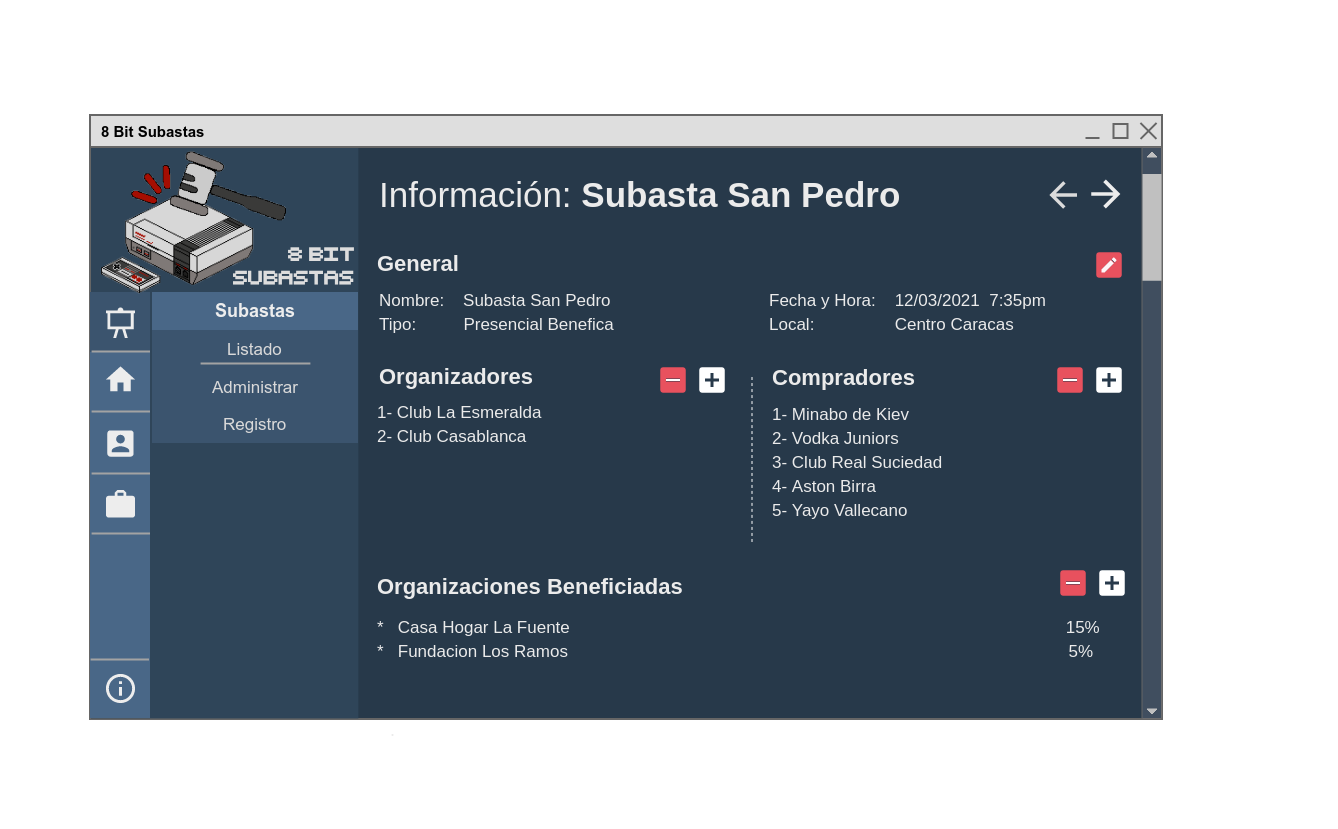 8 Bit Subastas
8 BIT
SUBASTAS
Subastas
Listado
Administrar
Registro
Información: Subasta San Pedro
General
Nombre: Subasta San Pedro
Tipo: Presencial Benefica
Fecha y Hora: 12/03/2021 7:35pm
Local: Centro Caracas
Organizadores
1- Club La Esmeralda
2- Club Casablanca
Compradores
1- Minabo de Kiev
2- Vodka Juniors
3- Club Real Suciedad
4- Aston Birra
5- Yayo Vallecano
Organizaciones Beneficiadas
* Casa Hogar La Fuente 15%
* Fundacion Los Ramos 5%